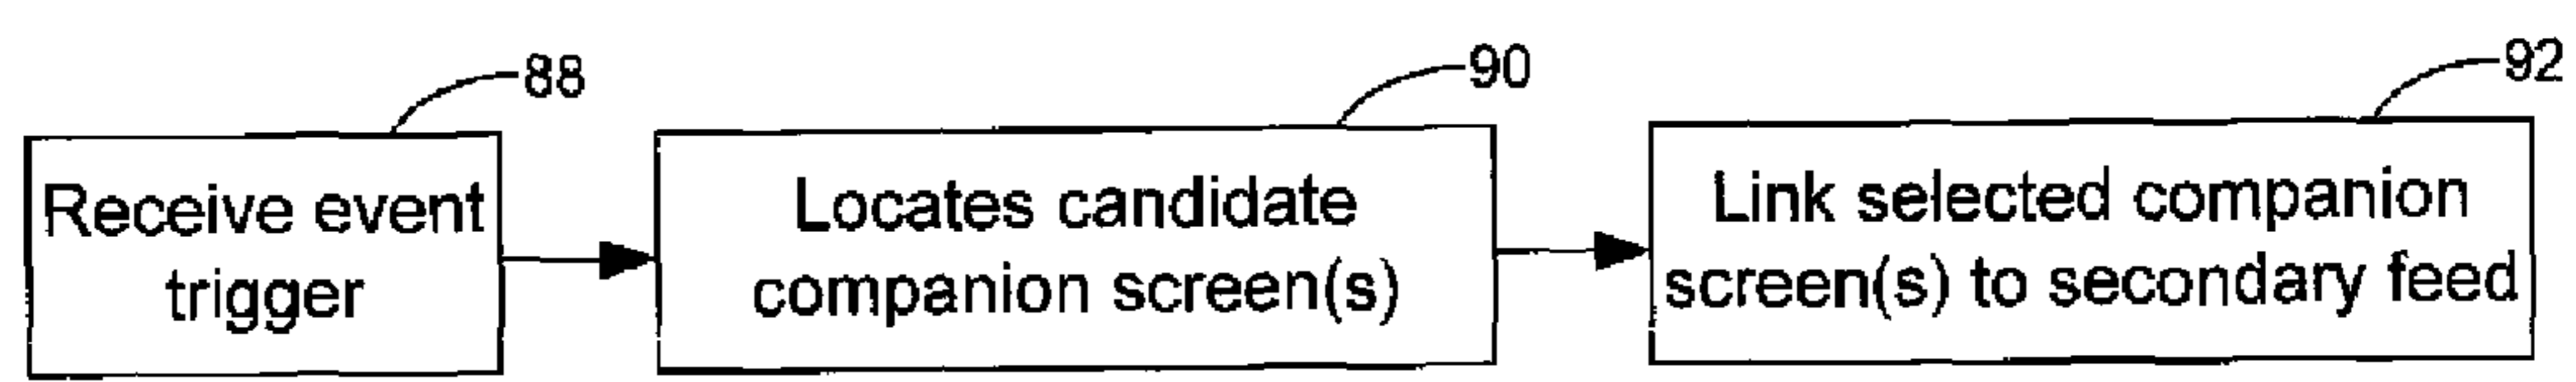 88
90
92
Receive event
trigger
Locates candidate
companion screen(s)
Link selected companion
screen(s) to secondary feed